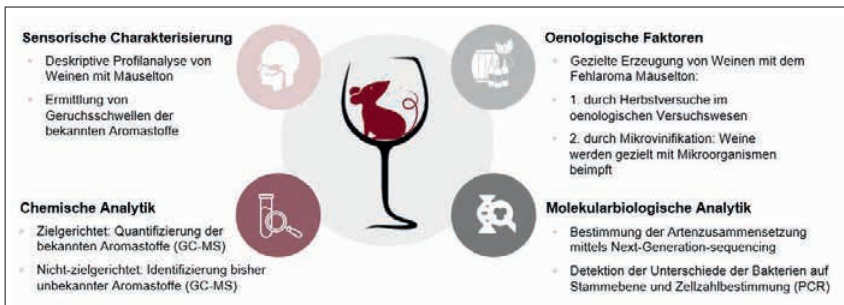 Sensorische Charakterisierung
Deskriptive Profilanalyse von
Weinen mit Mäuselton
Ermittlung von
Geruchsschwellen der
bekannten Aromastoffe
Oenologische Faktoren
Gezielte Erzeugung von Weinen mit dem
Fehlaroma Mäuselton:
1. durch Herbstversuche im
oenologischen Versuchswesen
2. durch Mikrovinifikation: Weine
werden gezielt mit Mikroorganismen
beimpft
Chemische Analytik
Zielgerichtet: Quantifizierung der
bekannten Aromastoffe (GC-MS)
Nicht-zielgerichtet: Identifizierung bisher
unbekannter Aromastoffe (GC-MS)
Molekularbiologische Analytik
Bestimmung der Artenzusammensetzung
mittels Next-Generation-sequencing
Detektion der Unterschiede der Bakterien auf
Stammebene und Zellzahlbestimmung (PCR)